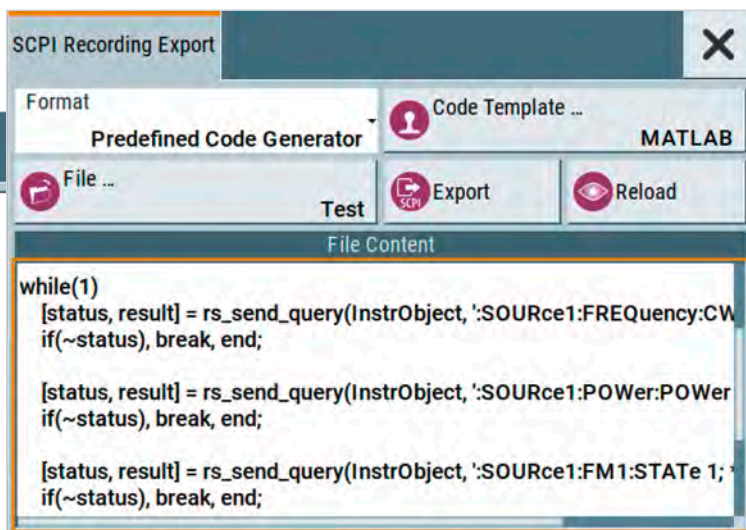 SCPI Recording Export
Format
Predefined Code Generator
Code Template ...
MATLAB
File ...
Test
SCPI
Export
Reload
File Content
while(1)
[status, result] = rs_send_query(InstrObject, ':SOURce1:FREQuency:CW
if(~status), break, end;
[status, result] = rs_send_query(InstrObject, ':SOURce1:POWer:POWer
if(~status), break, end;
[status, result] = rs_send_query(InstrObject, ':SOURce1:FM1:STATe 1;
if(~status), break, end;